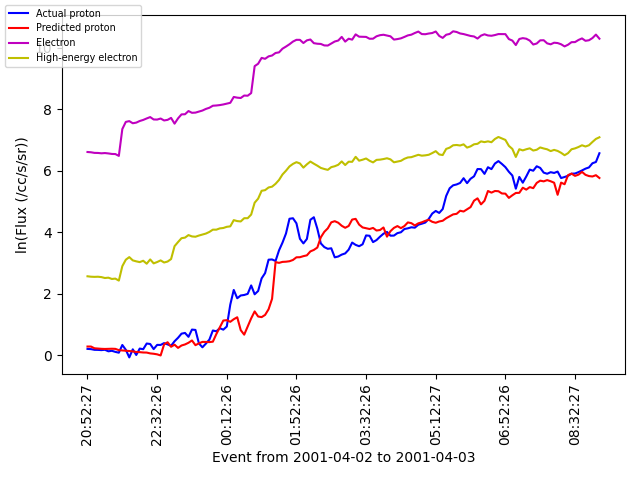 Actual proton
Predicted proton
Electron
High-energy electron
10
8
6
4
2
0
ln(Flux (/cc/s/sr))
20:52:27
22:32:26
00:12:26
01:52:26
03:32:26
05:12:27
06:52:26
08:32:27
Event from 2001-04-02 to 2001-04-03